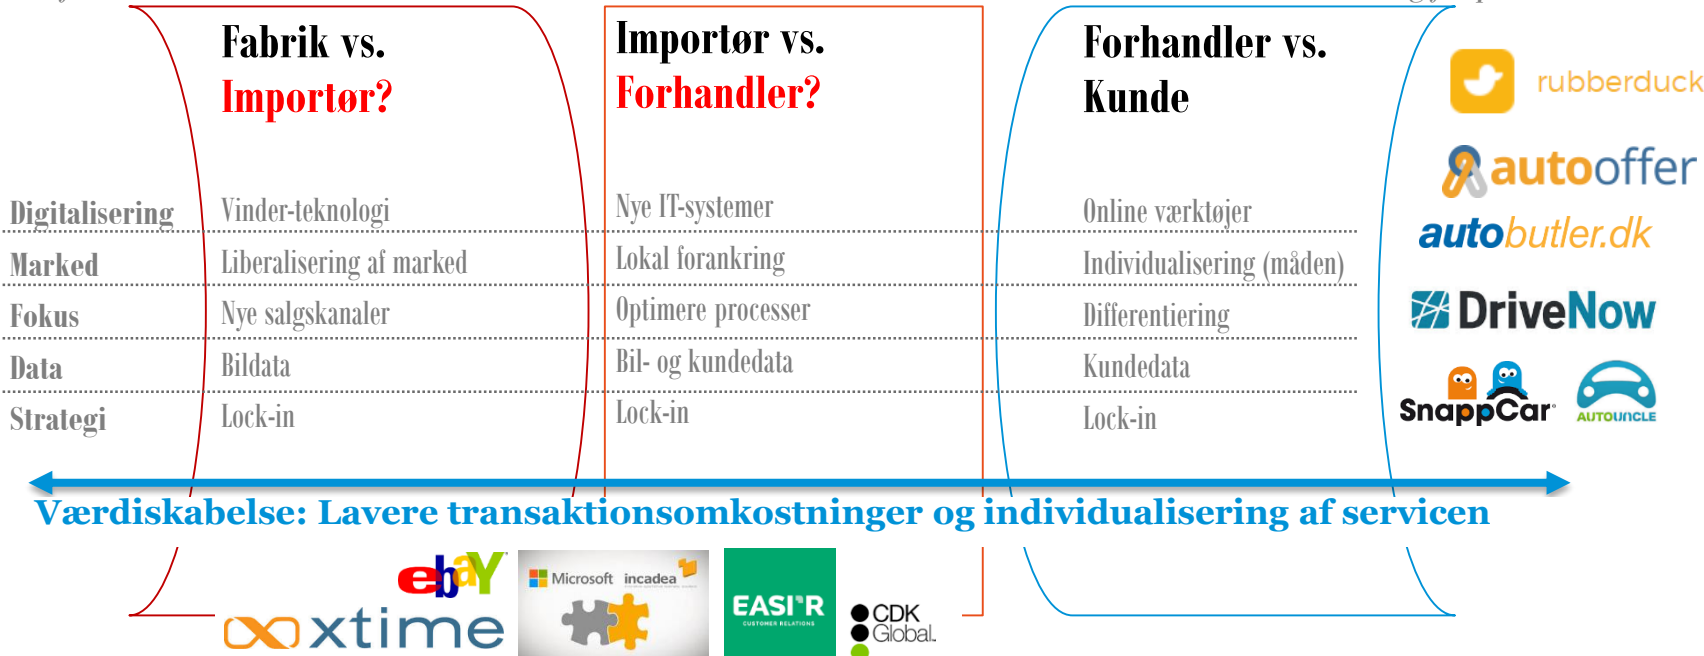 Fabrik vs.
Importør?
Importør vs.
Forhandler?
Forhandler vs.
Kunde
Digitalisering Vinder-teknologi Nye IT-systemer Online værktøjer
Marked Liberalisering af marked Lokal forankring Individualisering (måden)
Fokus Nye salgskanaler Optimere processer Differentiering
Data Bildata Bil- og kundedata Kundedata
Strategi Lock-in Lock-in Lock-in
Værdiskabelse: Lavere transaktionsomkostninger og individualisering af servicen
rubberduck
autooffer
autobutler.dk
DriveNow
SnappCar
AUTOUNCLE
ebaY
xtime
Microsoft incadea
EASI'R
CUSTOMER RELATIONS
CDK
Global.